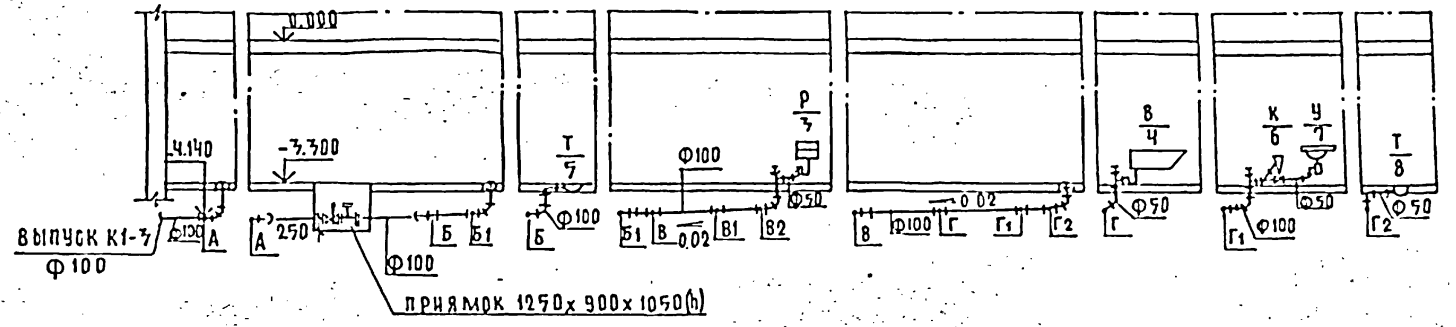 0.000
-4.140
-3.300
Ф100
А
ВЫПУСК К1-3
Ф100
А
250
Ф100
Б
Б1
ПРИЯМОК 1250x900x1050(h)
Т
5
Б
Ф100
Р
3
Ф100
Ф50
Б1
В
0,02
В1
В2
0.02
В
Ф100
Г
Г1
Г2
В
4
Г
Ф50
К
6
У
7
Г1
Ф100
Ф50
Т
8
Г2
Ф50